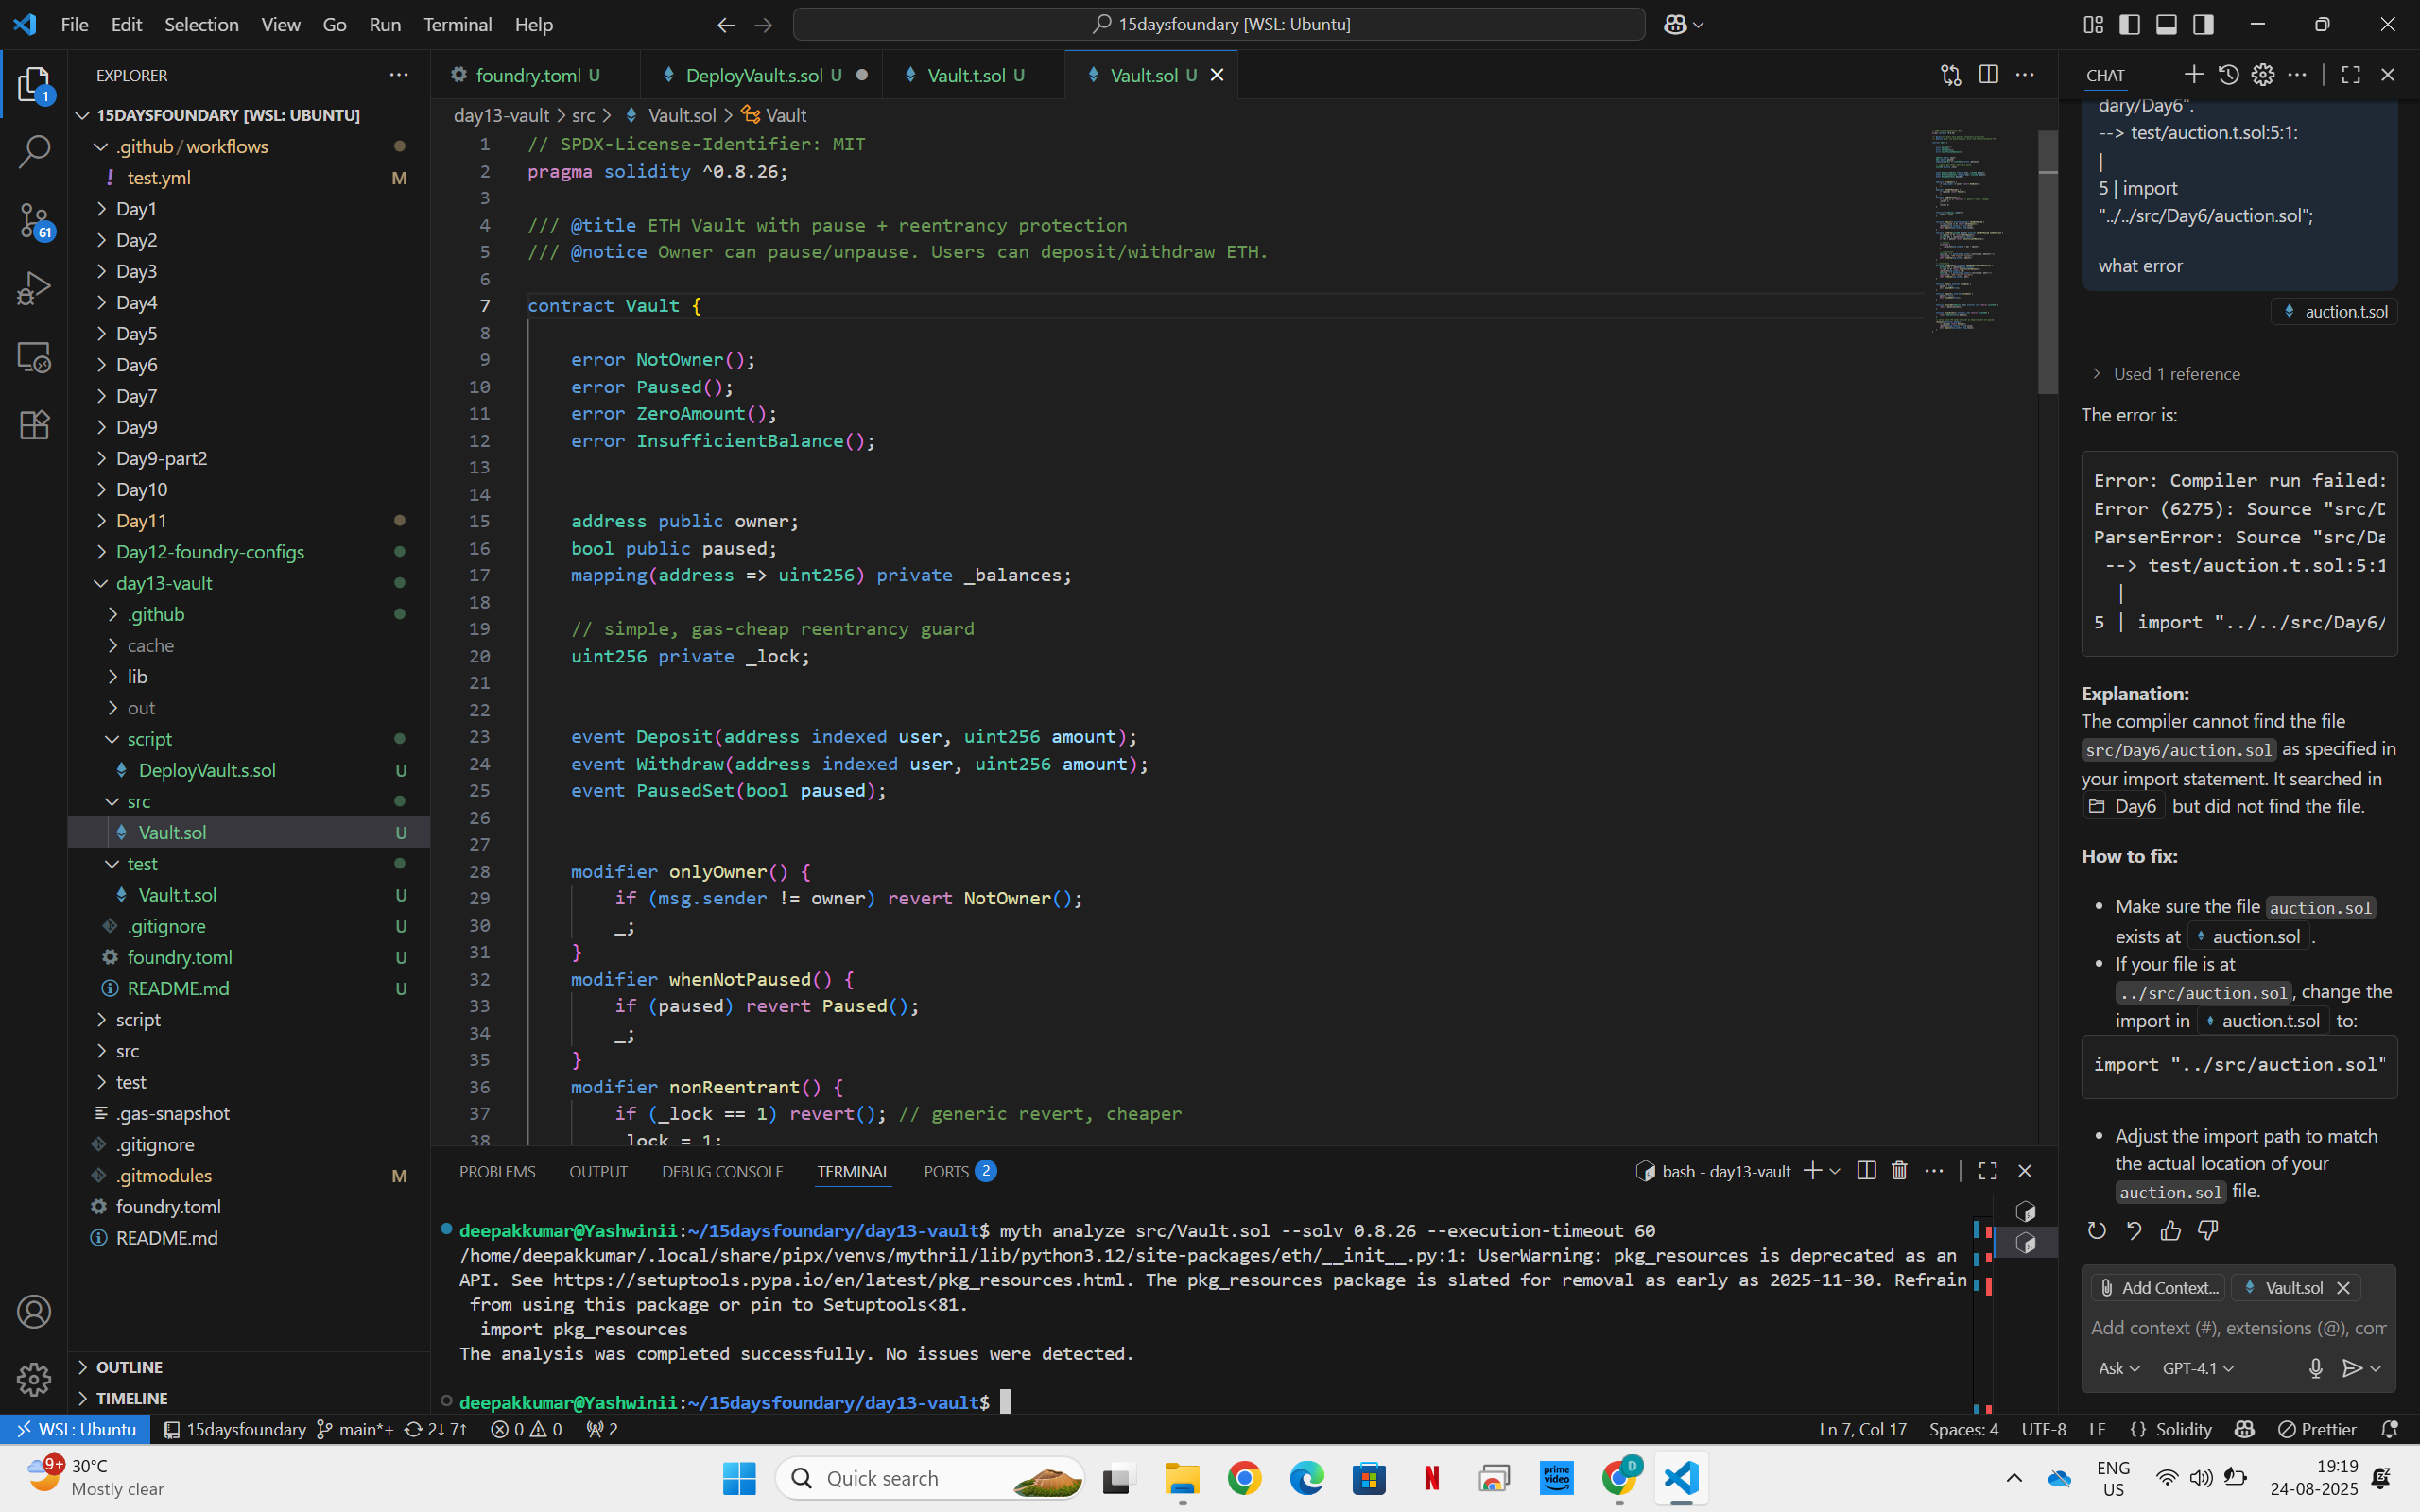 File Edit Selection View Go Run Terminal Help
15daysfoundary [WSL: Ubuntu]
EXPLORER
15DAYSFOUNDARY [WSL: UBUNTU]
.github/workflows
test.yml M
Day1
Day2
Day3
Day4
Day5
Day6
Day7
Day9
Day9-part2
Day10
Day11
Day12-foundry-configs
day13-vault
.github
cache
lib
out
script
DeployVault.s.sol U
src
Vault.sol U
test
Vault.t.sol U
.gitignore U
foundry.toml U
README.md U
script
src
test
.gas-snapshot
.gitignore
.gitmodules M
foundry.toml
README.md
OUTLINE
TIMELINE
1
61
foundry.toml U
DeployVault.s.sol U
Vault.t.sol U
Vault.sol U
day13-vault > src > Vault.sol > Vault
1 // SPDX-License-Identifier: MIT
2 pragma solidity ^0.8.26;
3
4 /// @title ETH Vault with pause + reentrancy protection
5 /// @notice Owner can pause/unpause. Users can deposit/withdraw ETH.
6
7 contract Vault {
8
9 error NotOwner();
10 error Paused();
11 error ZeroAmount();
12 error InsufficientBalance();
13
14
15 address public owner;
16 bool public paused;
17 mapping(address => uint256) private _balances;
18
19 // simple, gas-cheap reentrancy guard
20 uint256 private _lock;
21
22
23 event Deposit(address indexed user, uint256 amount);
24 event Withdraw(address indexed user, uint256 amount);
25 event PausedSet(bool paused);
26
27
28 modifier onlyOwner() {
29 if (msg.sender != owner) revert NotOwner();
30 _;
31 }
32 modifier whenNotPaused() {
33 if (paused) revert Paused();
34 _;
35 }
36 modifier nonReentrant() {
37 if (_lock == 1) revert(); // generic revert, cheaper
38 _lock = 1;
PROBLEMS OUTPUT DEBUG CONSOLE TERMINAL PORTS 2
bash - day13-vault
deepakkumar@Yashwinii:~/15daysfoundary/day13-vault$ myth analyze src/Vault.sol --solv 0.8.26 --execution-timeout 60
/home/deepakkumar/.local/share/pipx/venvs/mythril/lib/python3.12/site-packages/eth/__init__.py:1: UserWarning: pkg_resources is deprecated as an
API. See https://setuptools.pypa.io/en/latest/pkg_resources.html. The pkg_resources package is slated for removal as early as 2025-11-30. Refrain
from using this package or pin to Setuptools<81.
import pkg_resources
The analysis was completed successfully. No issues were detected.
deepakkumar@Yashwinii:~/15daysfoundary/day13-vault$
CHAT
dary/Day6".
--> test/auction.t.sol:5:1:
|
5 | import
"../../src/Day6/auction.sol";
what error
auction.t.sol
Used 1 reference
The error is:
Error: Compiler run failed:
Error (6275): Source "src/D
ParserError: Source "src/Da
--> test/auction.t.sol:5:1
|
5 | import "../../src/Day6/
Explanation:
The compiler cannot find the file
src/Day6/auction.sol as specified in
your import statement. It searched in
Day6 but did not find the file.
How to fix:
• Make sure the file auction.sol
exists at auction.sol .
• If your file is at
../src/auction.sol, change the
import in auction.t.sol to:
import "../src/auction.sol"
• Adjust the import path to match
the actual location of your
auction.sol file.
Add Context... Vault.sol
Add context (#), extensions (@), com
Ask GPT-4.1
WSL: Ubuntu 15daysfoundary main*+ 2↓ 7↑ 0 0 2
Ln 7, Col 17 Spaces: 4 UTF-8 LF {} Solidity Prettier
9+
30°C
Mostly clear
Quick search
N
prime video
D
ENG
US
19:19
24-08-2025